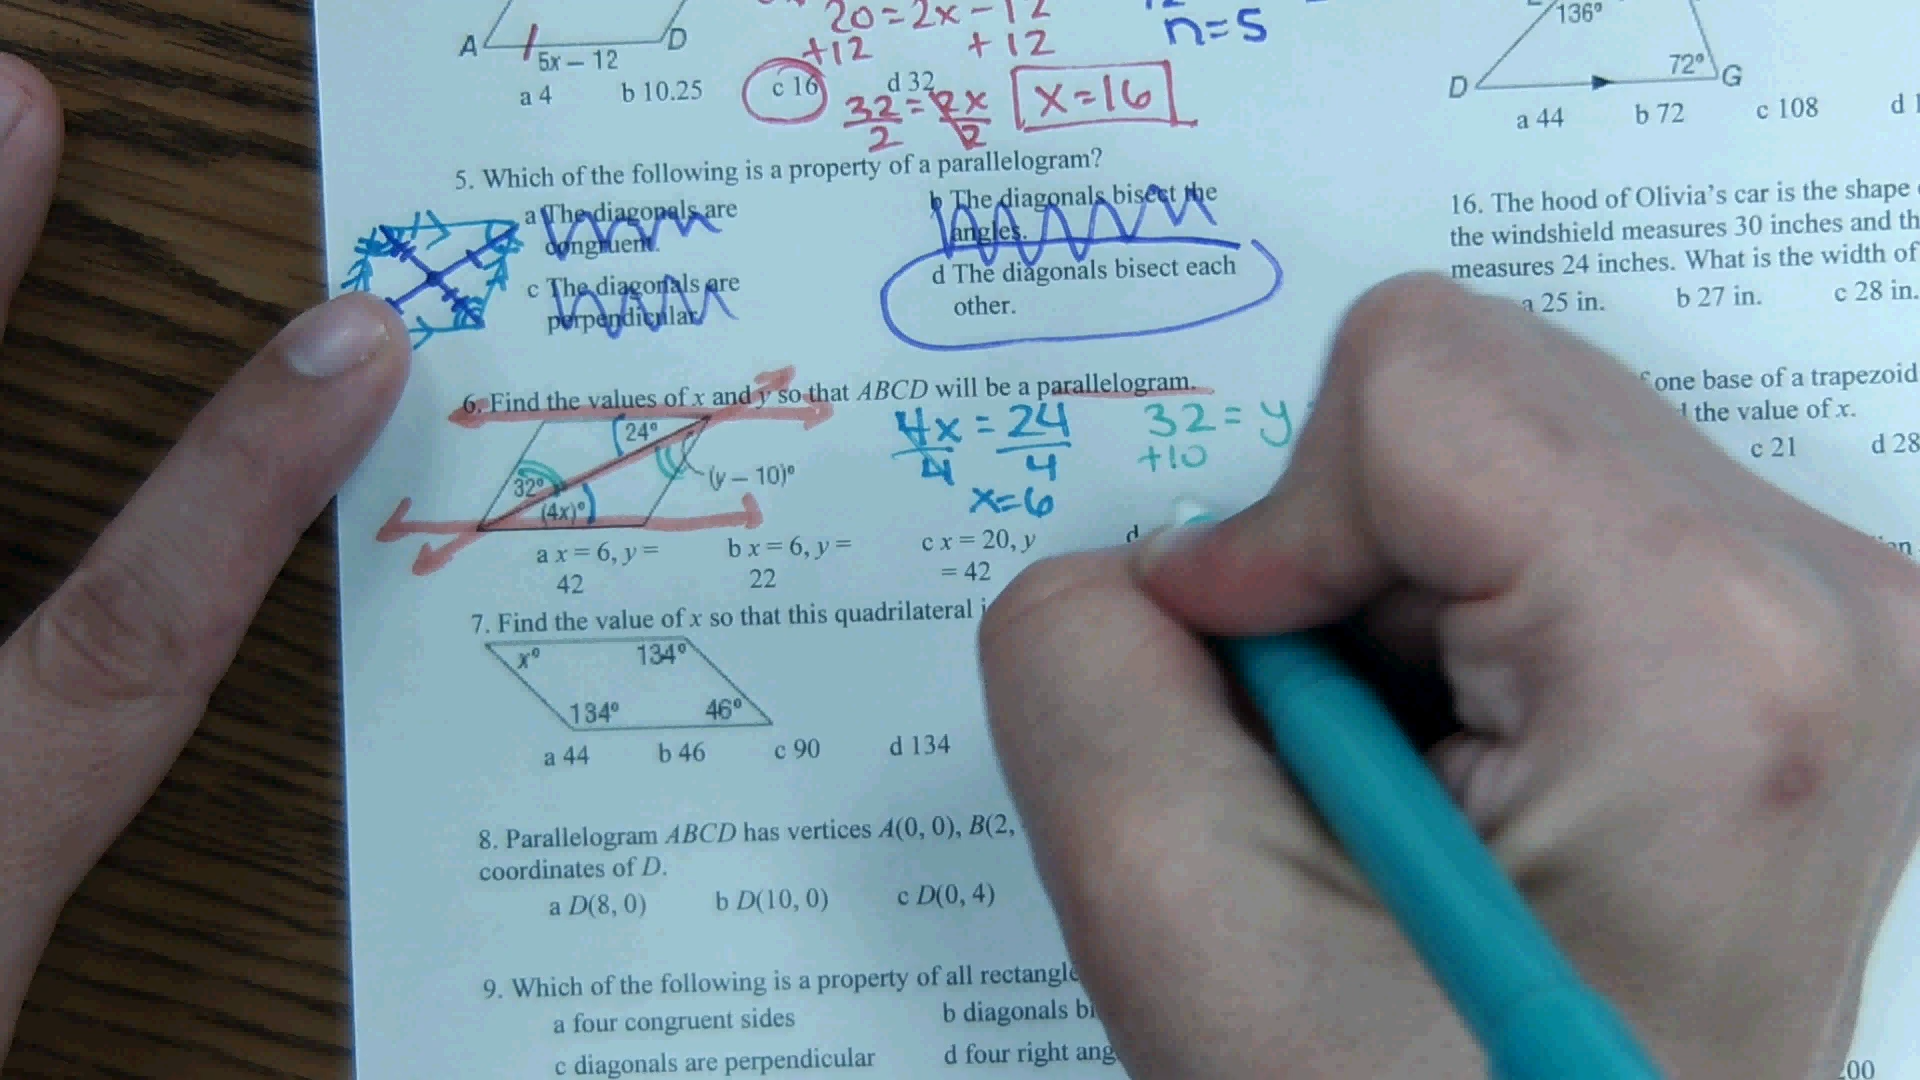 20 = 2x - 12
+12 +12
n=5
136°
A D
5x – 12
D 72° G
a 4 b 10.25 c 16 d 32
32 = 2x
2 2
x=16
a 44 b 72 c 108 d
5. Which of the following is a property of a parallelogram?
a The diagonals are
congruent.
b The diagonals bisect the
angles.
c The diagonals are
perpendicular
d The diagonals bisect each
other.
16. The hood of Olivia's car is the shape
the windshield measures 30 inches and
measures 24 inches. What is the width of
a 25 in. b 27 in. c 28 in.
6. Find the values of x and y so that ABCD will be a parallelogram.
24°
32°
(4x)°
(y – 10)°
4x = 24
4 4
x=6
32 = y
+10
a x = 6, y =
42
b x = 6, y =
22
c x = 20, y
= 42
d
one base of a trapezoid
the value of x.
c 21 d 28
7. Find the value of x so that this quadrilateral
x° 134°
134° 46°
a 44 b 46 c 90 d 134
8. Parallelogram ABCD has vertices A(0, 0), B(2,
coordinates of D.
a D(8, 0) b D(10, 0) c D(0, 4)
9. Which of the following is a property of all
a four congruent sides
b diagonals
c diagonals are perpendicular
d four right